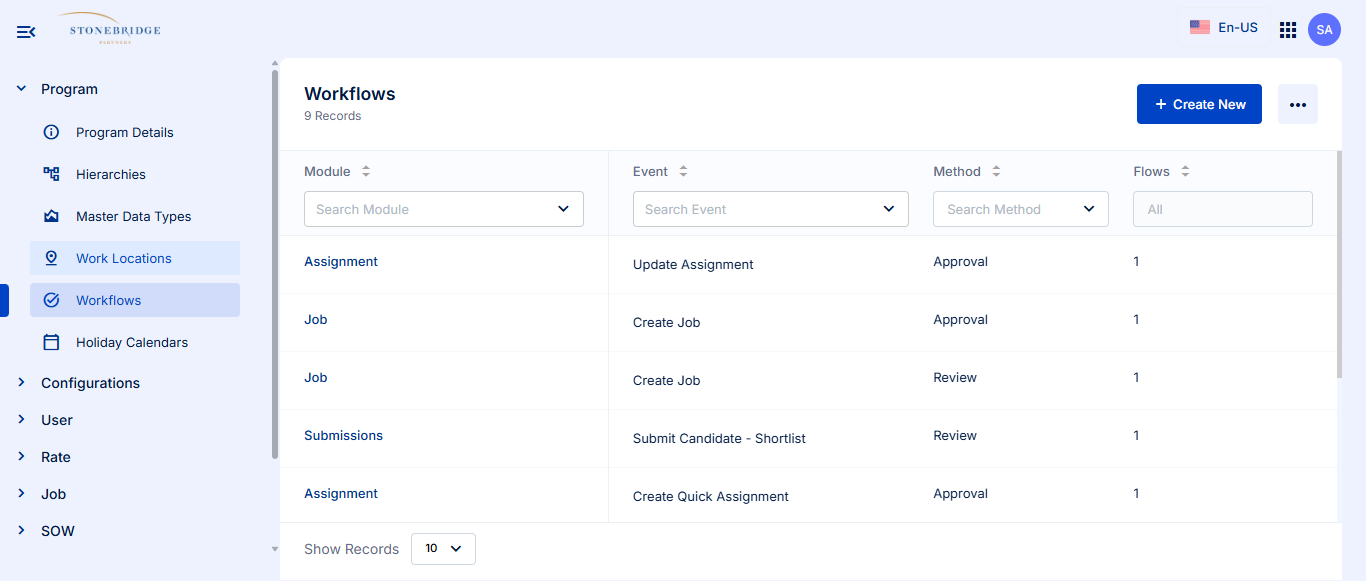 STONEBRIDGE
PARTNERS
En-US
SA
Program
Program Details
Hierarchies
Master Data Types
Work Locations
Workflows
Holiday Calendars
Configurations
User
Rate
Job
SOW
Workflows
9 Records
+ Create New
•••
Module Event Method Flows
Search Module Search Event Search Method All
Assignment Update Assignment Approval 1
Job Create Job Approval 1
Job Create Job Review 1
Submissions Submit Candidate - Shortlist Review 1
Assignment Create Quick Assignment Approval 1
Show Records 10